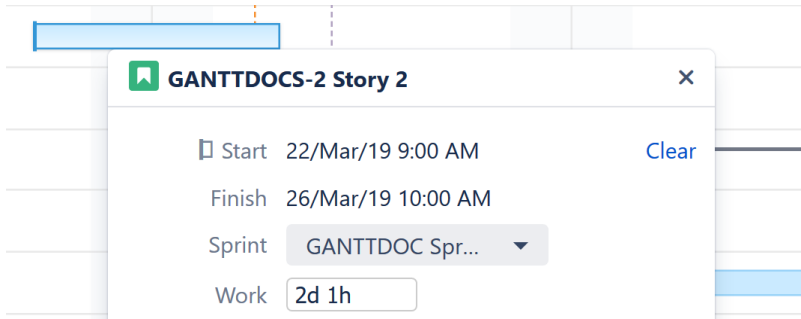 GANTTDOCS-2 Story 2
Start 22/Mar/19 9:00 AM Clear
Finish 26/Mar/19 10:00 AM
Sprint GANTTDOC Spr...
Work 2d 1h